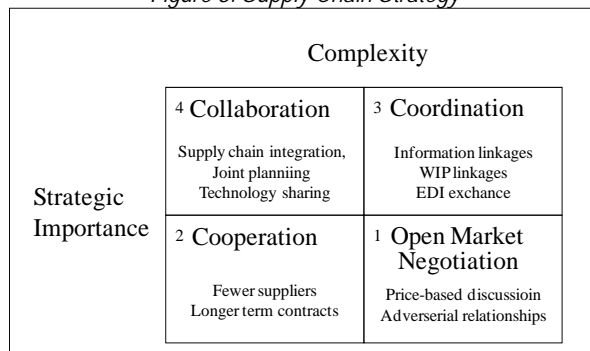 Figure 3. Supply Chain Strategy
Complexity
4 Collaboration
Supply chain integration,
Joint planniing
Technology sharing
3 Coordination
Information linkages
WIP linkages
EDI exchance
Strategic
Importance
2 Cooperation
Fewer suppliers
Longer term contracts
1 Open Market
Negotiation
Price-based discussioin
Adverserial relationships